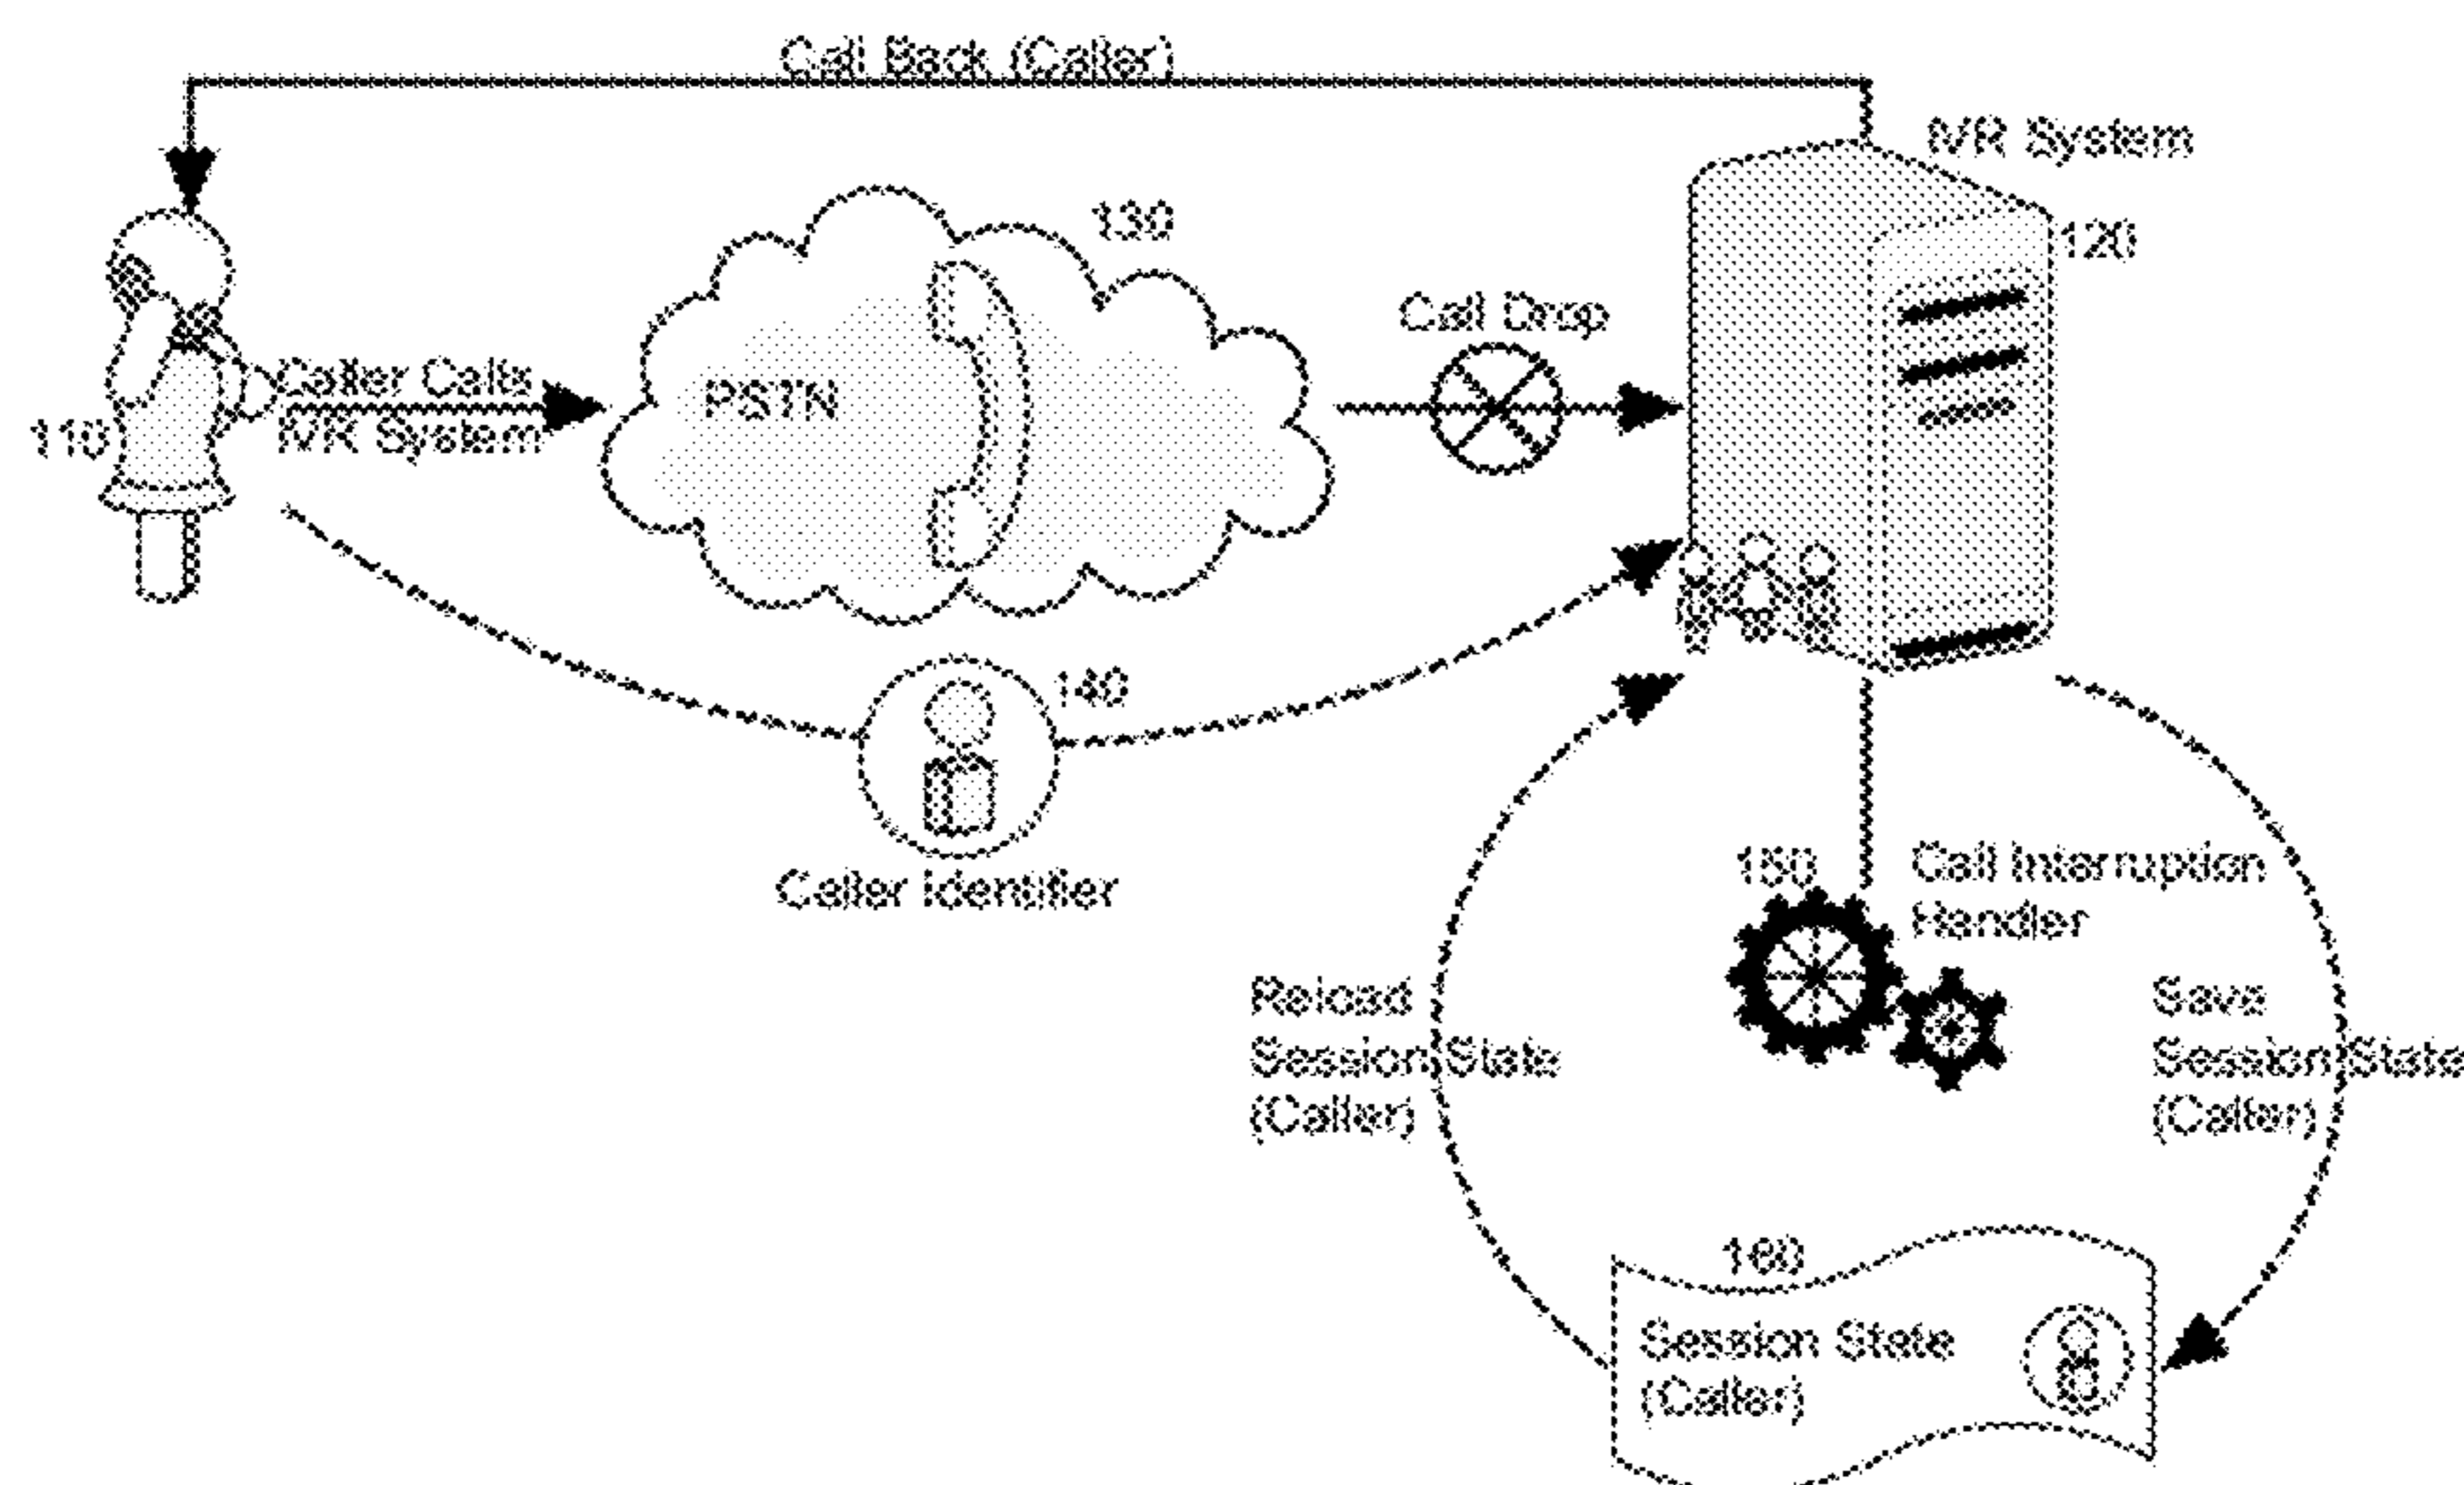 Call Back (Caller)
IVR System
130
120
Call Drop
Caller Calls
IVR System
PSTN
110
140
Caller Identifier
150
Call Interruption
Handler
Reload
Session State
(Caller)
Save
Session State
(Caller)
160
Session State
(Caller)